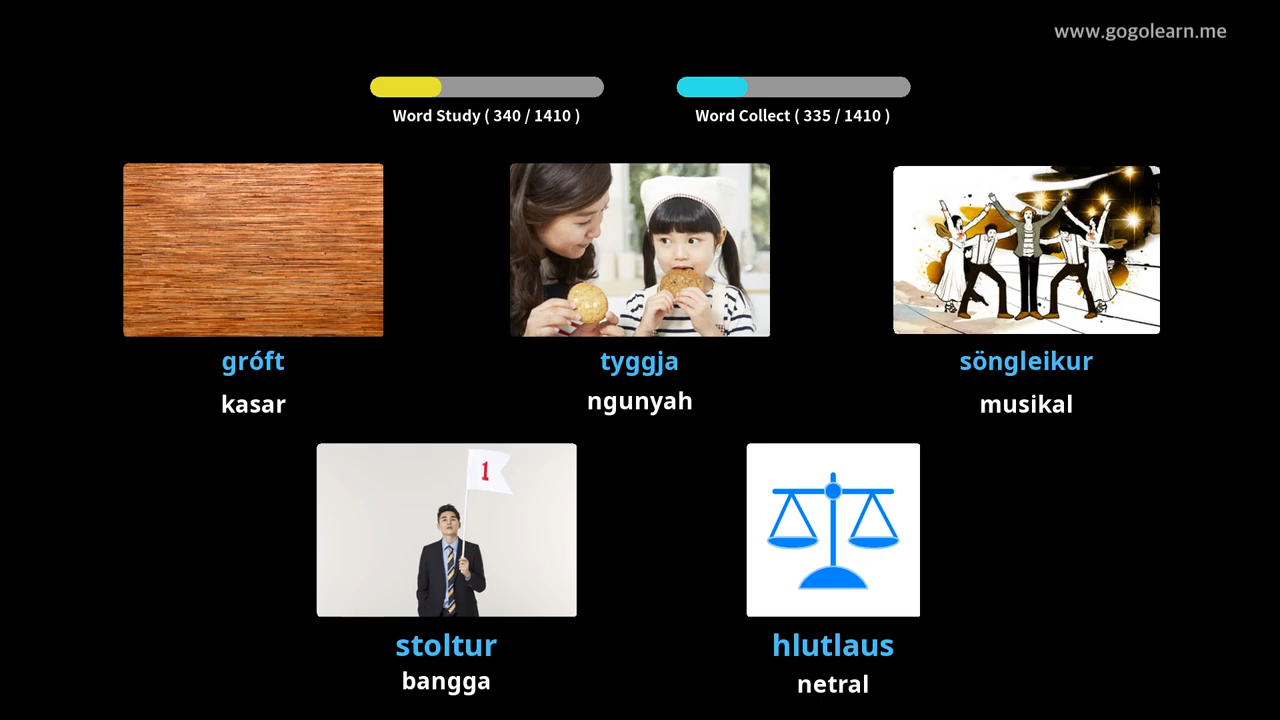 www.gogolearn.me
Word Study ( 340 / 1410 )
Word Collect ( 335 / 1410 )
gróft
kasar
tyggja
ngunyah
söngleikur
musikal
1
stoltur
bangga
hlutlaus
netral